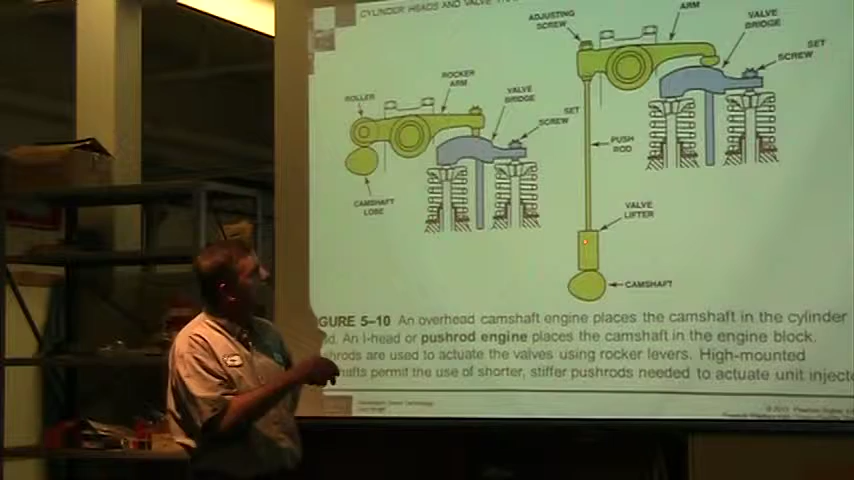 CYLINDER HEADS AND VALVE
ADJUSTING
SCREW
ARM
VALVE
BRIDGE
SET
SCREW
ROLLER
ROCKER
ARM
VALVE
BRIDGE
SET
SCREW
PUSH
ROD
CAMSHAFT
LOBE
VALVE
LIFTER
CAMSHAFT
GURE 5–10 An overhead camshaft engine places the camshaft in the cylinder
d. An I-head or pushrod engine places the camshaft in the engine block.
shrods are used to actuate the valves using rocker levers. High-mounted
afts permit the use of shorter, stiffer pushrods needed to actuate unit injecto